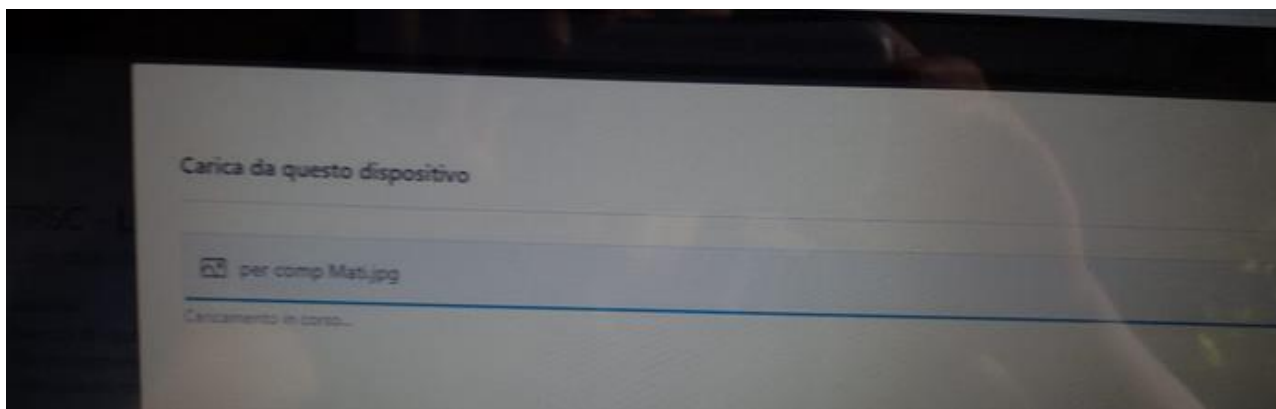 Carica da questo dispositivo
per comp Mati.jpg
Caricamento in corso...